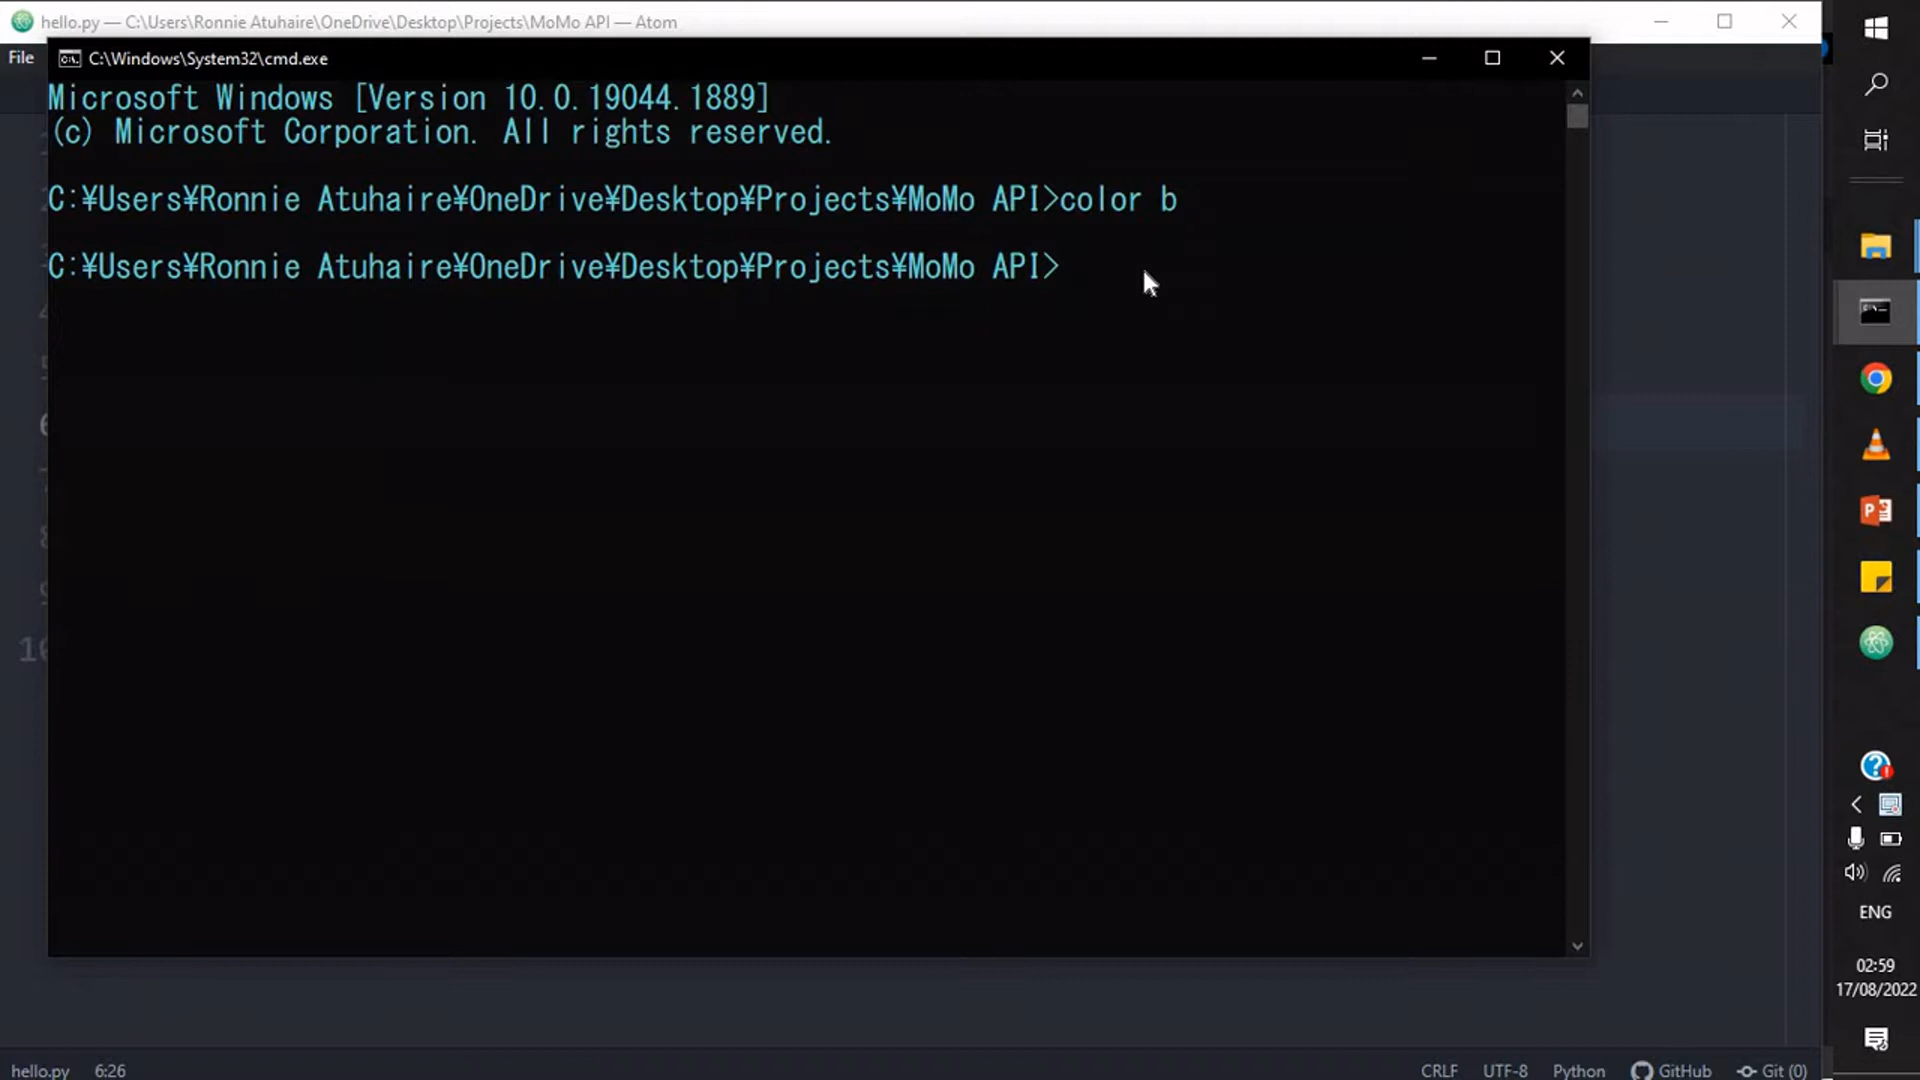 hello.py — C:\Users\Ronnie Atuhaire\OneDrive\Desktop\Projects\MoMo API — Atom
File
C:\Windows\System32\cmd.exe
Microsoft Windows [Version 10.0.19044.1889]
(c) Microsoft Corporation. All rights reserved.
C:¥Users¥Ronnie Atuhaire¥OneDrive¥Desktop¥Projects¥MoMo API>color b
C:¥Users¥Ronnie Atuhaire¥OneDrive¥Desktop¥Projects¥MoMo API>
8
10
ENG
02:59
17/08/2022
hello.py 6:26 CRLF UTF-8 Python GitHub Git (0)